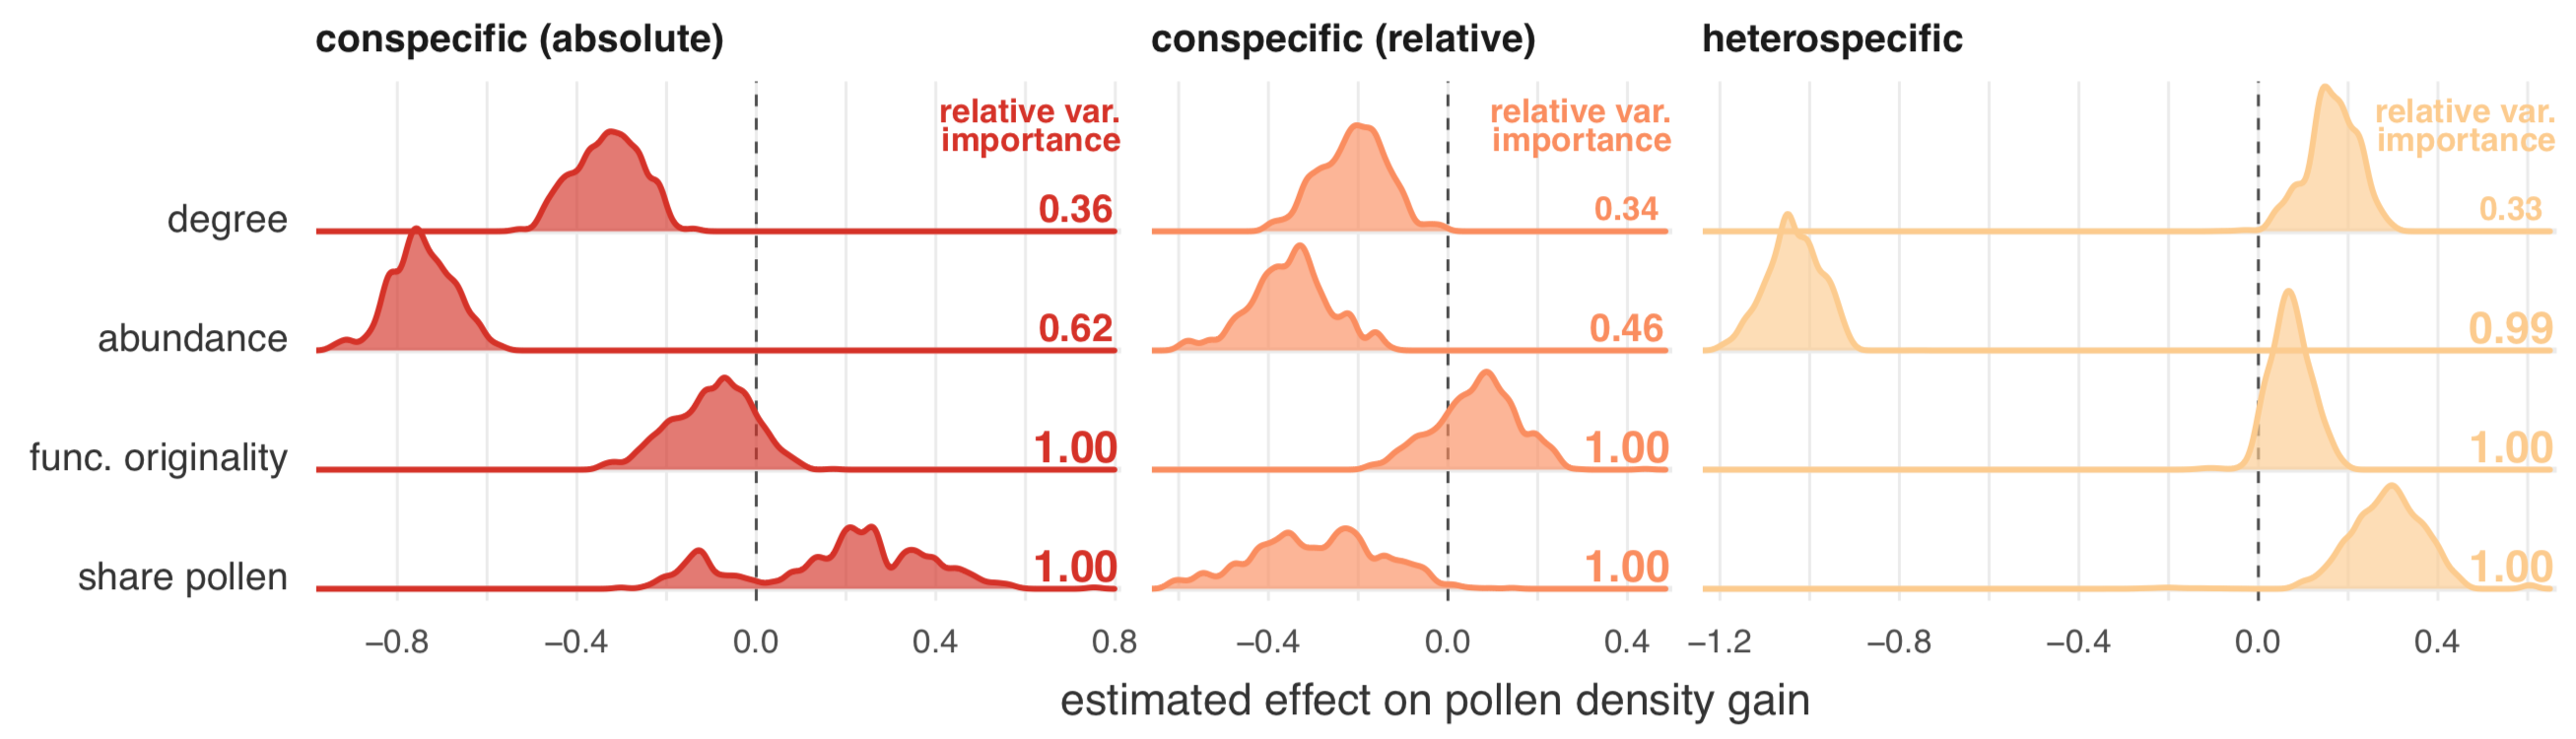 conspecific (absolute)
conspecific (relative)
heterospecific
relative var.
importance
relative var.
importance
relative var.
importance
degree
0.36
0.34
0.33
abundance
0.62
0.46
0.99
func. originality
1.00
1.00
1.00
share pollen
1.00
1.00
1.00
−0.8 −0.4 0.0 0.4 0.8
−0.4 0.0 0.4
−1.2 −0.8 −0.4 0.0 0.4
estimated effect on pollen density gain